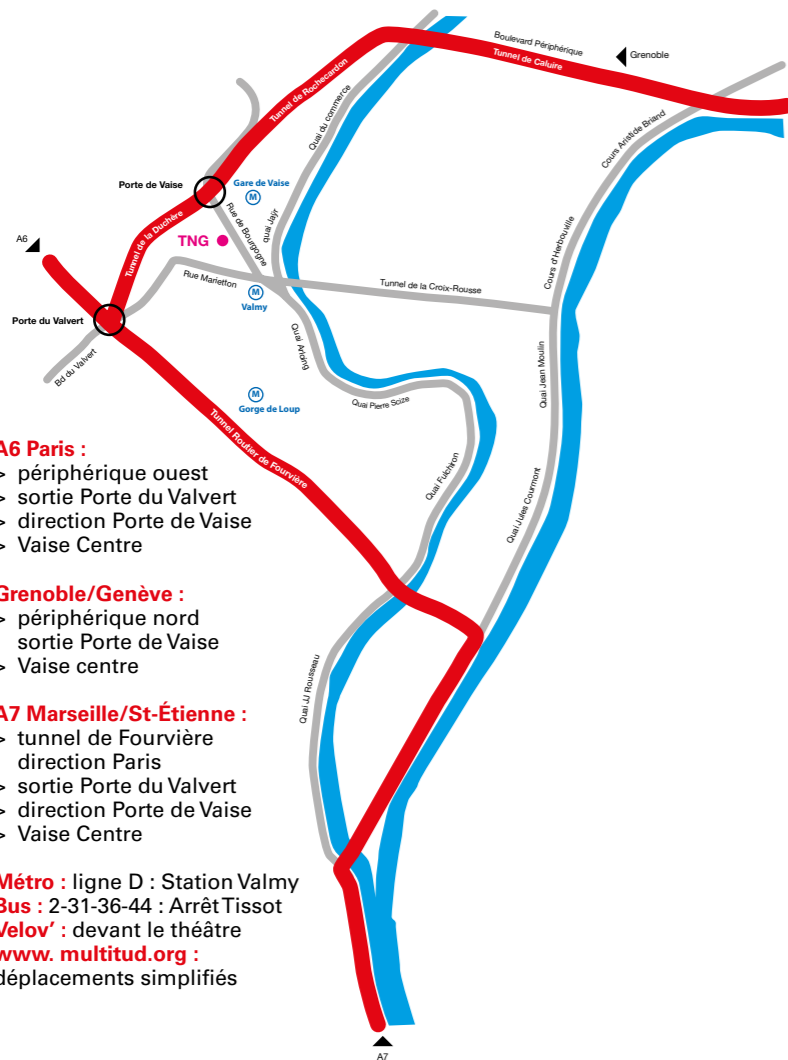 Boulevard Périphérique
Grenoble
Tunnel de Caluire
Tunnel de Rochecardon
Quai du commerce
Cours Aristide Briand
Porte de Vaise
Gare de Vaise
M
Rue de Bourgogne
quai Jaÿr
TNG
Tunnel de la Duchère
A6
Cours d'Herbouville
Rue Marietton
Tunnel de la Croix-Rousse
M
Valmy
Porte du Valvert
Quai Arloing
Bd du Valvert
Quai Jean Moulin
M
Gorge de Loup
Quai Pierre Scize
Tunnel Routier de Fourvière
Quai Fulchiron
Quai Jules Courmont
Quai JJ Rousseau
A6 Paris :
> périphérique ouest
> sortie Porte du Valvert
> direction Porte de Vaise
> Vaise Centre
Grenoble/Genève :
> périphérique nord
sortie Porte de Vaise
> Vaise centre
A7 Marseille/St-Étienne :
> tunnel de Fourvière
direction Paris
> sortie Porte du Valvert
> direction Porte de Vaise
> Vaise Centre
Métro : ligne D : Station Valmy
Bus : 2-31-36-44 : Arrêt Tissot
Velov' : devant le théâtre
www. multitud.org :
déplacements simplifiés
A7